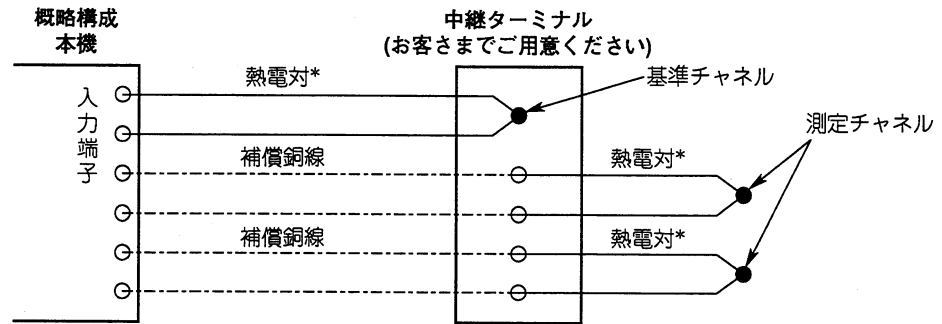 概略構成
本機
中継ターミナル
(お客さまでご用意ください)
熱電対*
基準チャネル
入力端子
測定チャネル
補償銅線
熱電対*
補償銅線
熱電対*